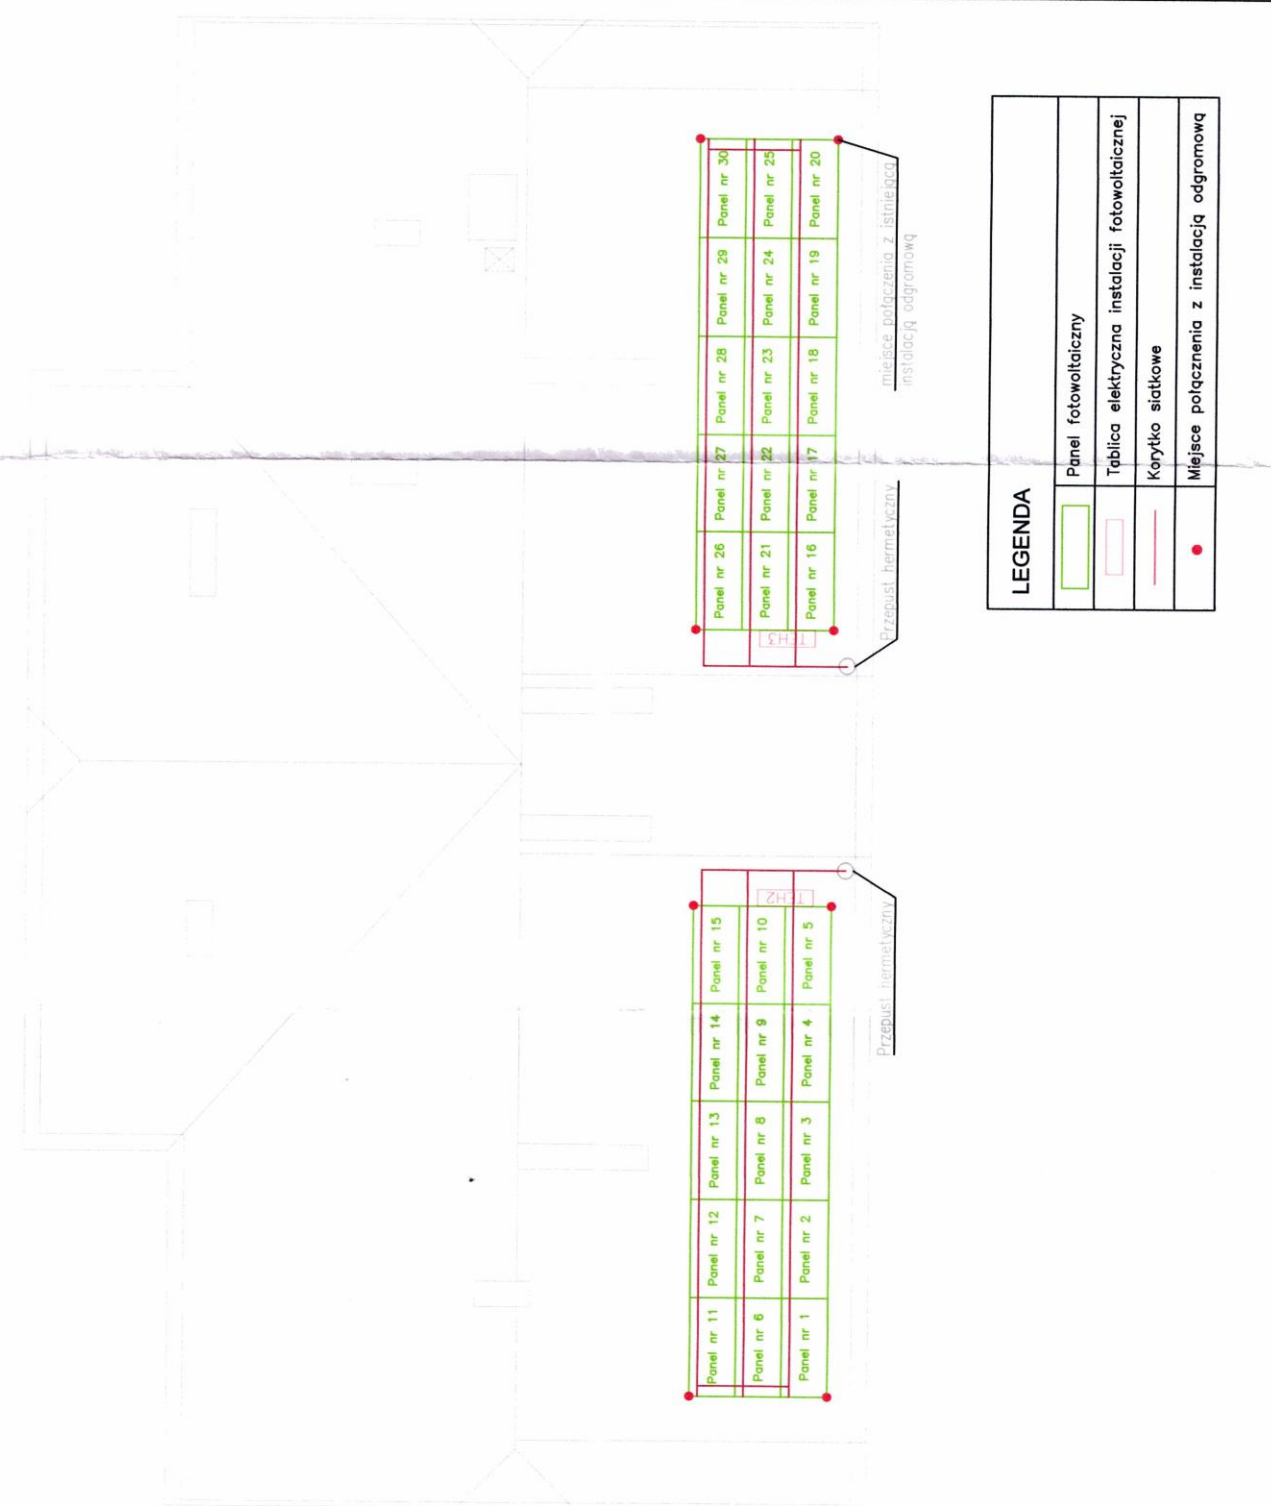 Panel nr 11
Panel nr 12
Panel nr 13
Panel nr 14
Panel nr 15
Panel nr 6
Panel nr 7
Panel nr 8
Panel nr 9
Panel nr 10
Panel nr 1
Panel nr 2
Panel nr 3
Panel nr 4
Panel nr 5
TEH2
Przepust hermetyczny
Panel nr 26
Panel nr 27
Panel nr 28
Panel nr 29
Panel nr 30
Panel nr 21
Panel nr 22
Panel nr 23
Panel nr 24
Panel nr 25
Panel nr 16
Panel nr 17
Panel nr 18
Panel nr 19
Panel nr 20
TEH3
Przepust hermetyczny
miejsce połączenia z istniejącą
instalacją odgromową
LEGENDA
Panel fotowoltaiczny
Tablica elektryczna instalacji fotowoltaicznej
Korytko siatkowe
Miejsce połącznenia z instalacją odgromową